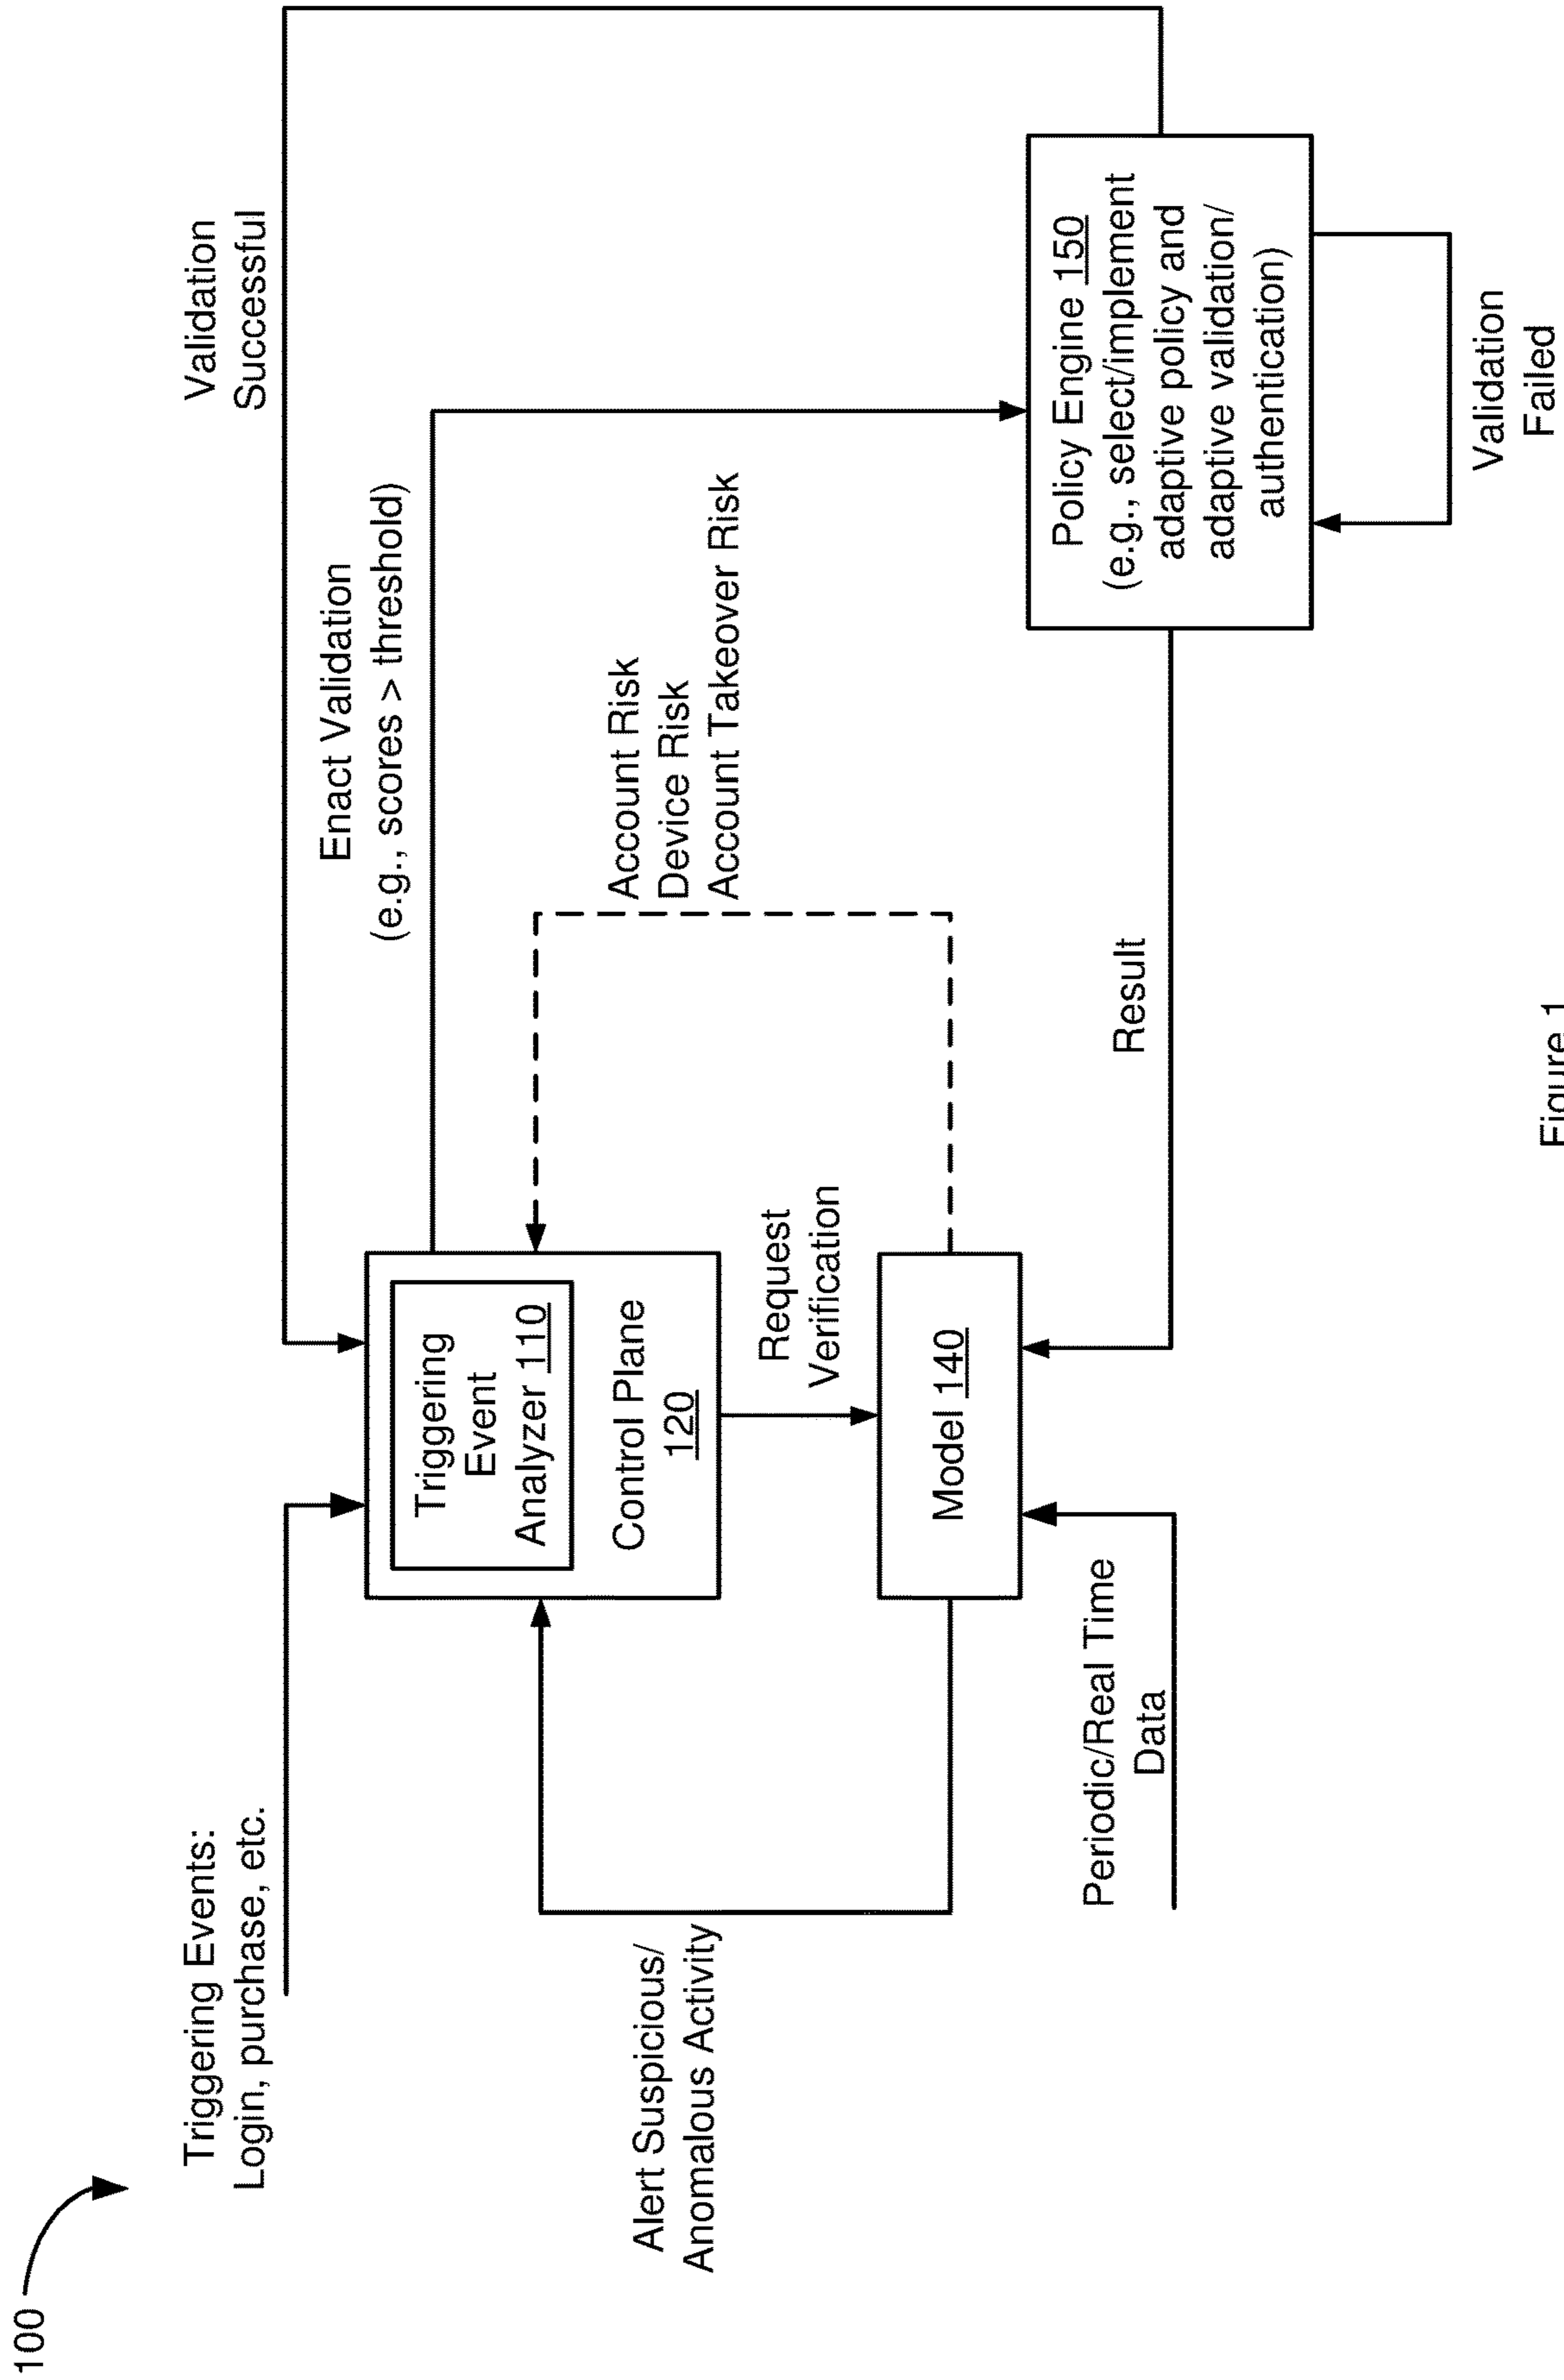 100
Triggering Events:
Login, purchase, etc.
Validation
Successful
Enact Validation
(e.g., scores > threshold)
Triggering
Event
Analyzer 110
Control Plane
120
Alert Suspicious/
Anomalous Activity
Account Risk
Device Risk
Account Takeover Risk
Request
Verification
Model 140
Periodic/Real Time
Data
Result
Policy Engine 150
(e.g., select/implement
adaptive policy and
adaptive validation/
authentication)
Validation
Failed
Figure 1